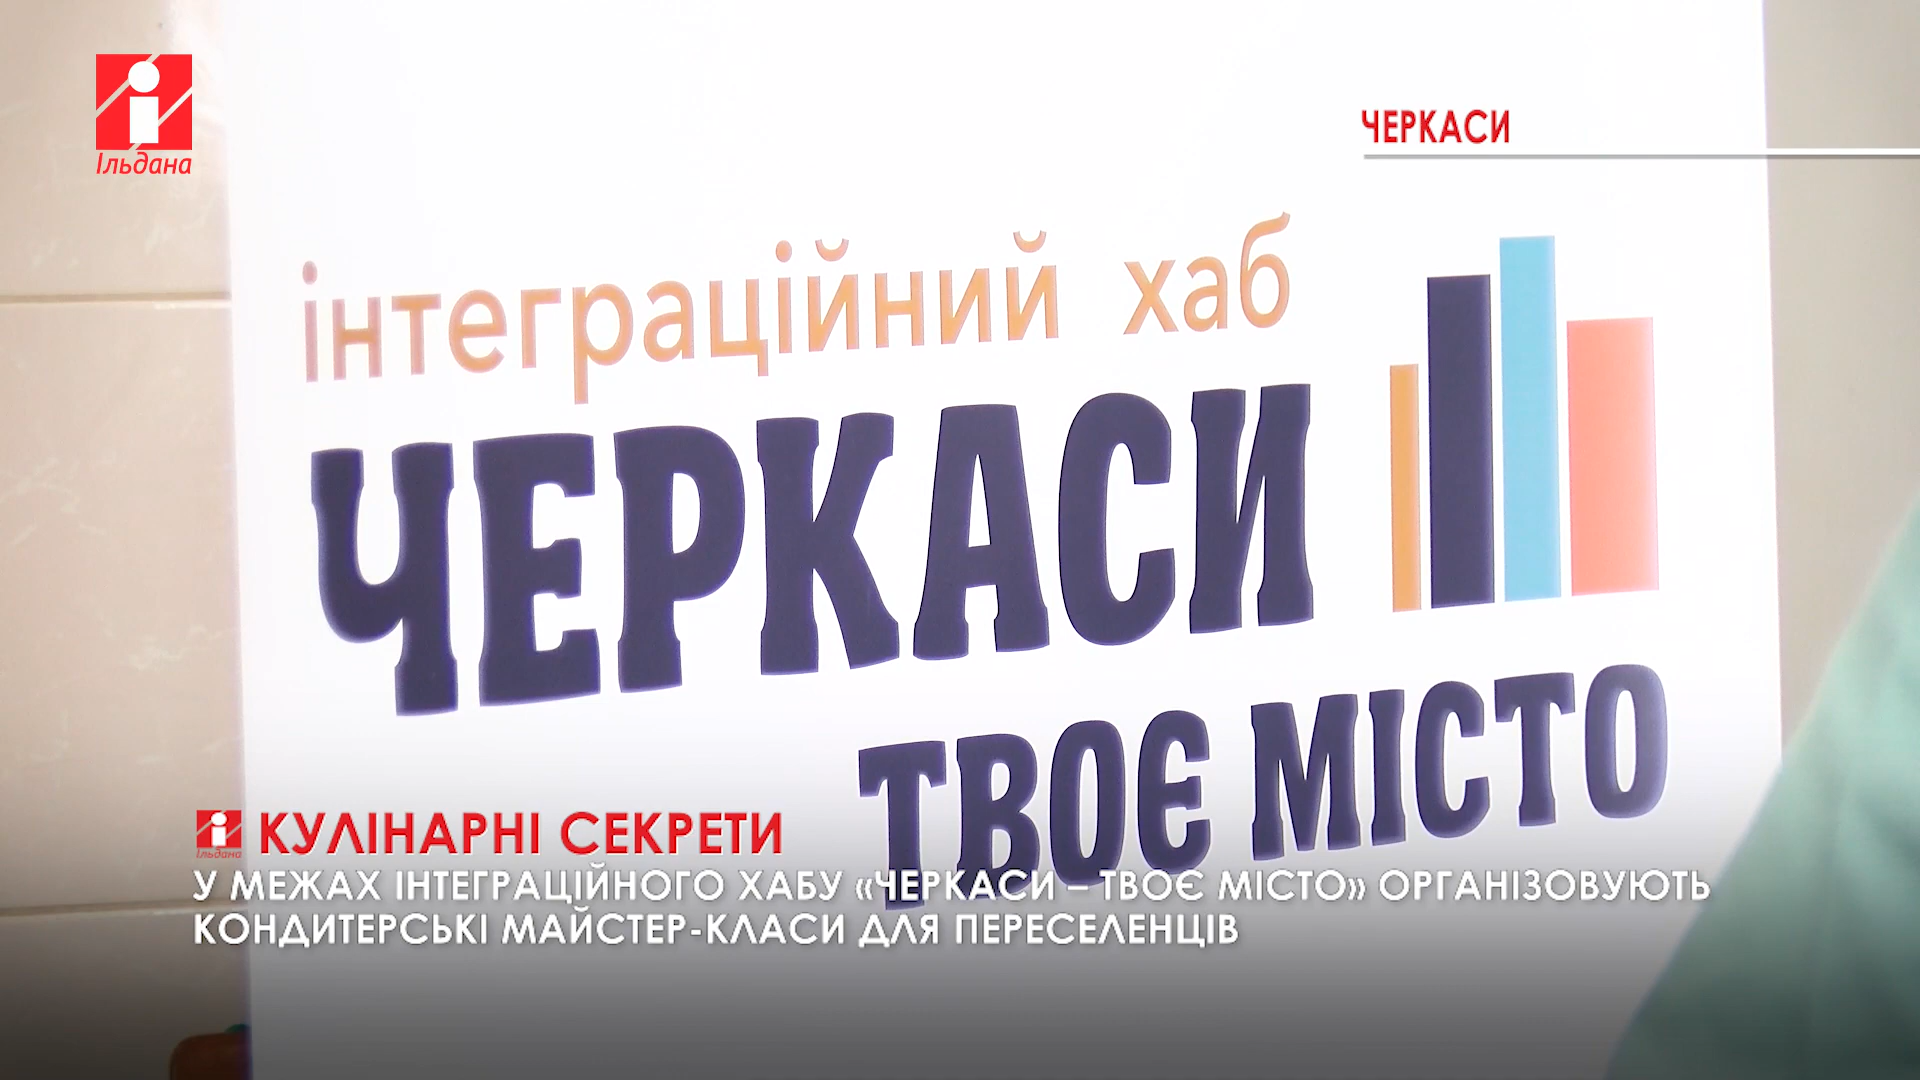 Ільдана
ЧЕРКАСИ
інтеграційний хаб
ЧЕРКАСИ
ТВОЄ МІСТО
Ільдана
КУЛІНАРНІ СЕКРЕТИ
У МЕЖАХ ІНТЕГРАЦІЙНОГО ХАБУ «ЧЕРКАСИ – ТВОЄ МІСТО» ОРГАНІЗОВУЮТЬ
КОНДИТЕРСЬКІ МАЙСТЕР-КЛАСИ ДЛЯ ПЕРЕСЕЛЕНЦІВ